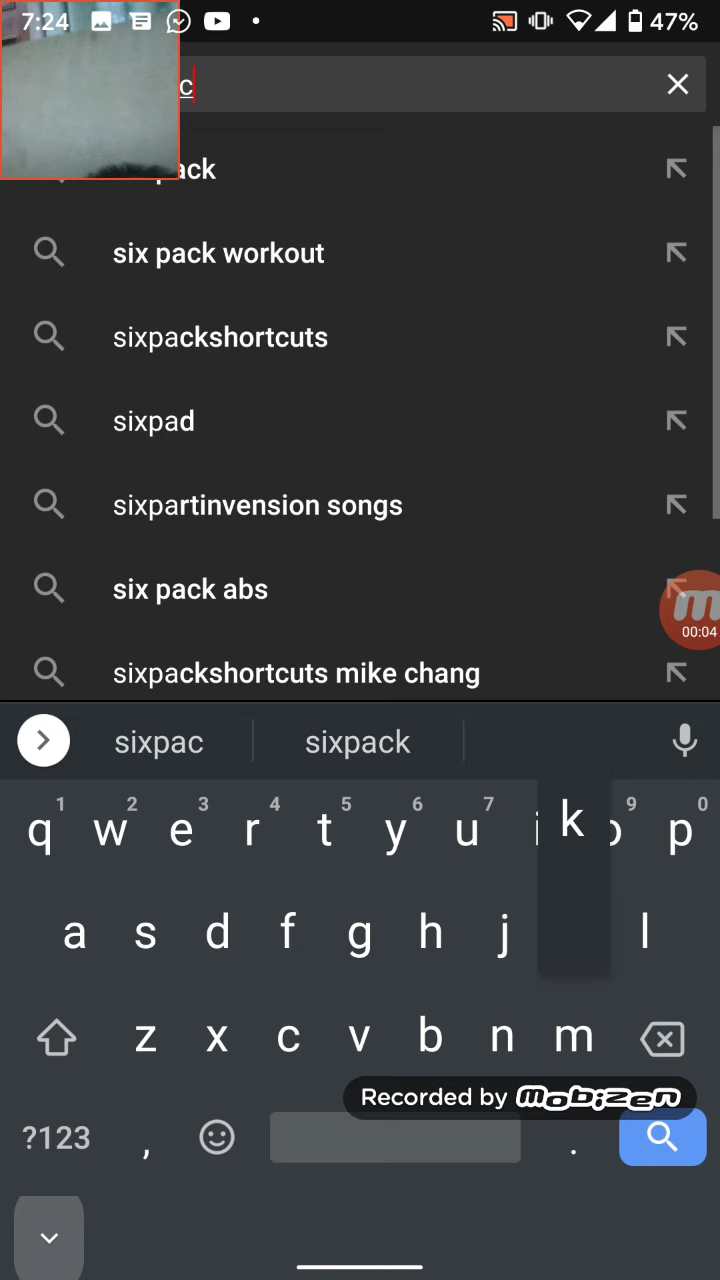 7:24 47%
c
pack
six pack workout
sixpackshortcuts
sixpad
sixpartinvension songs
six pack abs
m
00:04
sixpackshortcuts mike chang
sixpac sixpack
1 2 3 4 5 6 7 9 0
q w e r t y u i k o p
a s d f g h j l
z x c v b n m
Recorded by mobizen
?123 , .